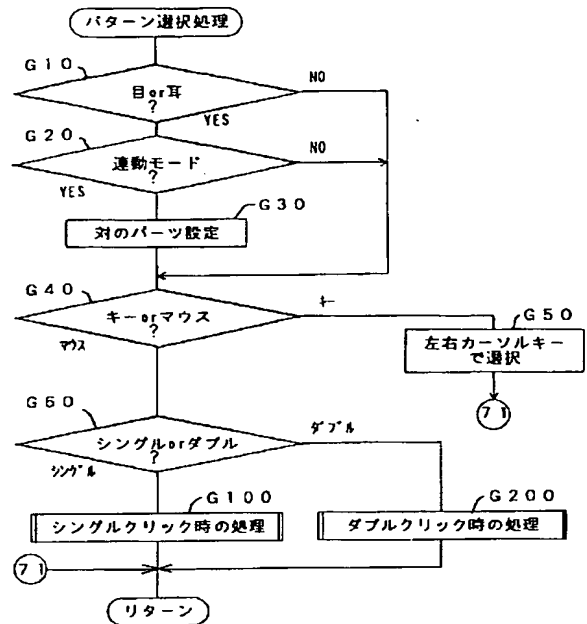 パターン選択処理
G10
目or耳
?
NO
YES
G20
連動モード
?
NO
YES
G30
対のパーツ設定
G40
キーorマウス
?
キー
マウス
G50
左右カーソルキー
で選択
71
G60
シングルorダブル
?
ダブル
シングル
G100
シングルクリック時の処理
G200
ダブルクリック時の処理
71
リターン